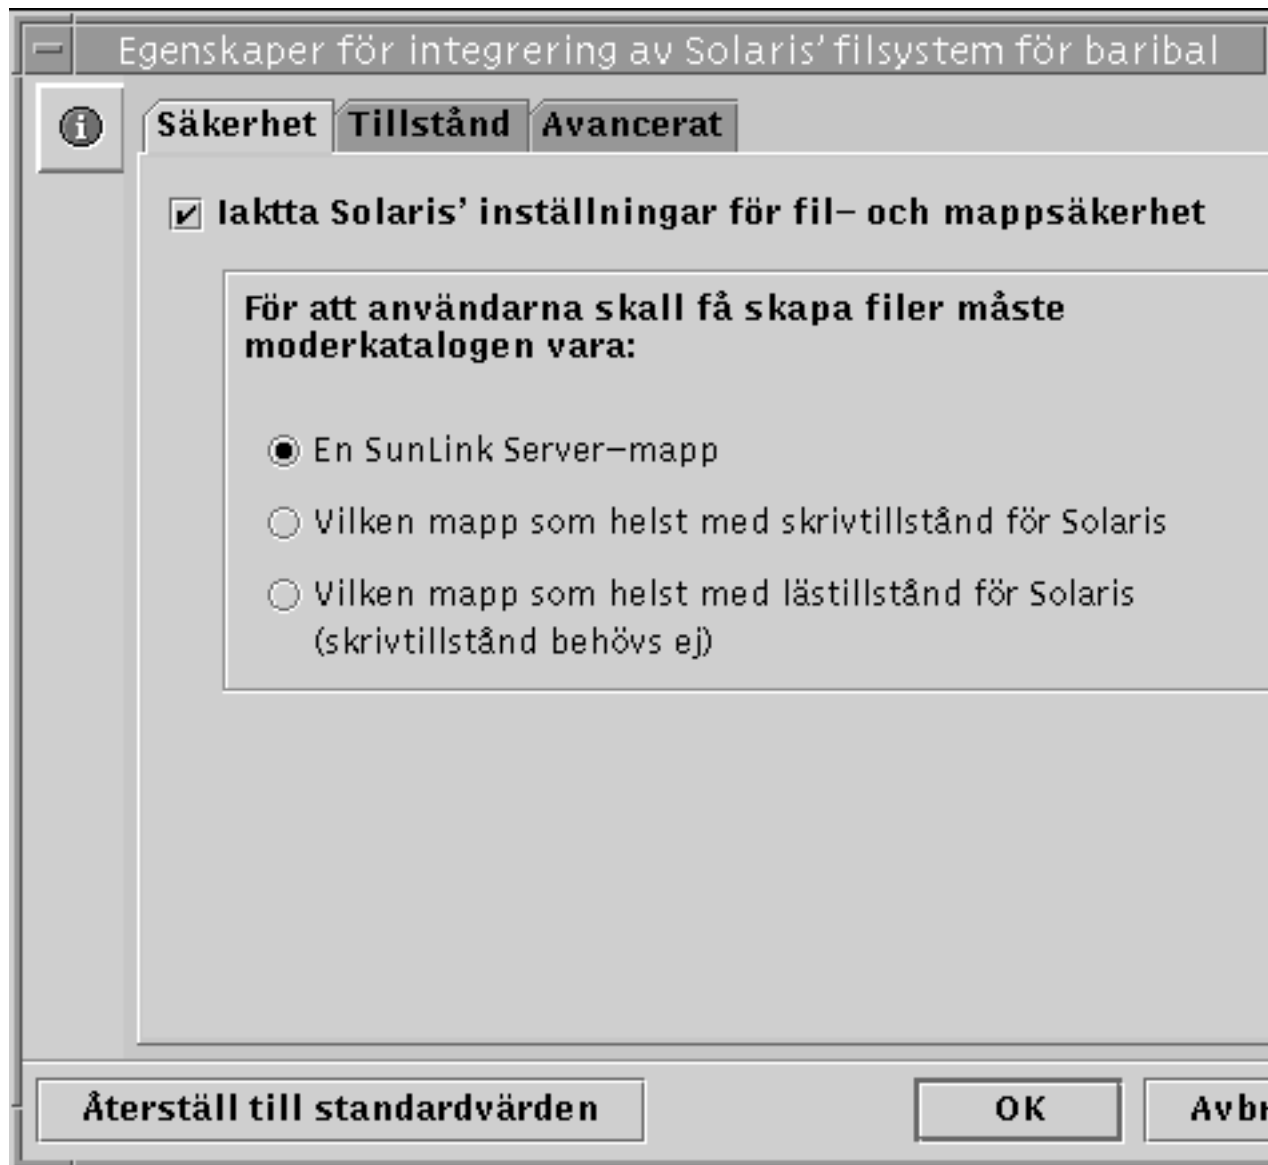 Egenskaper för integrering av Solaris' filsystem för baribal
Säkerhet Tillstånd Avancerat
Iaktta Solaris' inställningar för fil- och mappsäkerhet
För att användarna skall få skapa filer måste
moderkatalogen vara:
En SunLink Server-mapp
Vilken mapp som helst med skrivtillstånd för Solaris
Vilken mapp som helst med lästillstånd för Solaris
(skrivtillstånd behövs ej)
Återställ till standardvärden OK